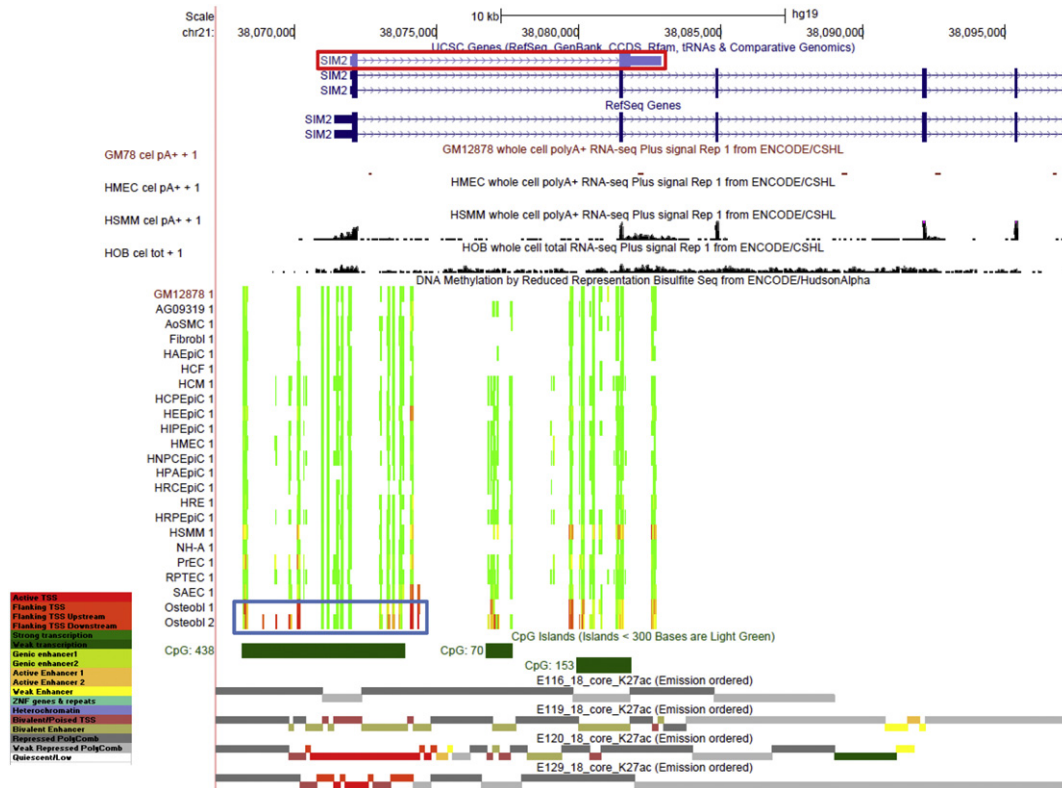 Scale 10 kb hg19
chr21: 38,070,000 38,075,000 38,080,000 38,085,000 38,090,000 38,095,000
UCSC Genes (RefSeq, GenBank, CCDS, Rfam, tRNAs & Comparative Genomics)
SIM2
SIM2
SIM2
RefSeq Genes
SIM2
SIM2
GM78 cel pA+ + 1 GM12878 whole cell polyA+ RNA-seq Plus signal Rep 1 from ENCODE/CSHL
HMEC cel pA+ + 1 HMEC whole cell polyA+ RNA-seq Plus signal Rep 1 from ENCODE/CSHL
HSMM cel pA+ + 1 HSMM whole cell polyA+ RNA-seq Plus signal Rep 1 from ENCODE/CSHL
HOB cel tot + 1 HOB whole cell total RNA-seq Plus signal Rep 1 from ENCODE/CSHL
DNA Methylation by Reduced Representation Bisulfite Seq from ENCODE/HudsonAlpha
GM12878 1
AG09319 1
AoSMC 1
Fibrobl 1
HAEpiC 1
HCF 1
HCM 1
HCPEpiC 1
HEEpiC 1
HIPEpiC 1
HMEC 1
HNPCEpiC 1
HPAEpiC 1
HRCEpiC 1
HRE 1
HRPEpiC 1
HSMM 1
NH-A 1
PrEC 1
RPTEC 1
SAEC 1
Osteobl 1
Osteobl 2
CpG Islands (Islands < 300 Bases are Light Green)
CpG: 438 CpG: 70
CpG: 153
E116_18_core_K27ac (Emission ordered)
E119_18_core_K27ac (Emission ordered)
E120_18_core_K27ac (Emission ordered)
E129_18_core_K27ac (Emission ordered)
Active TSS
Flanking TSS
Flanking TSS Upstream
Flanking TSS Downstream
Strong transcription
Weak transcription
Genic enhancer1
Genic enhancer2
Active Enhancer 1
Active Enhancer 2
Weak Enhancer
ZNF genes & repeats
Heterochromatin
Bivalent/Poised TSS
Bivalent Enhancer
Repressed PolyComb
Weak Repressed PolyComb
Quiescent/Low